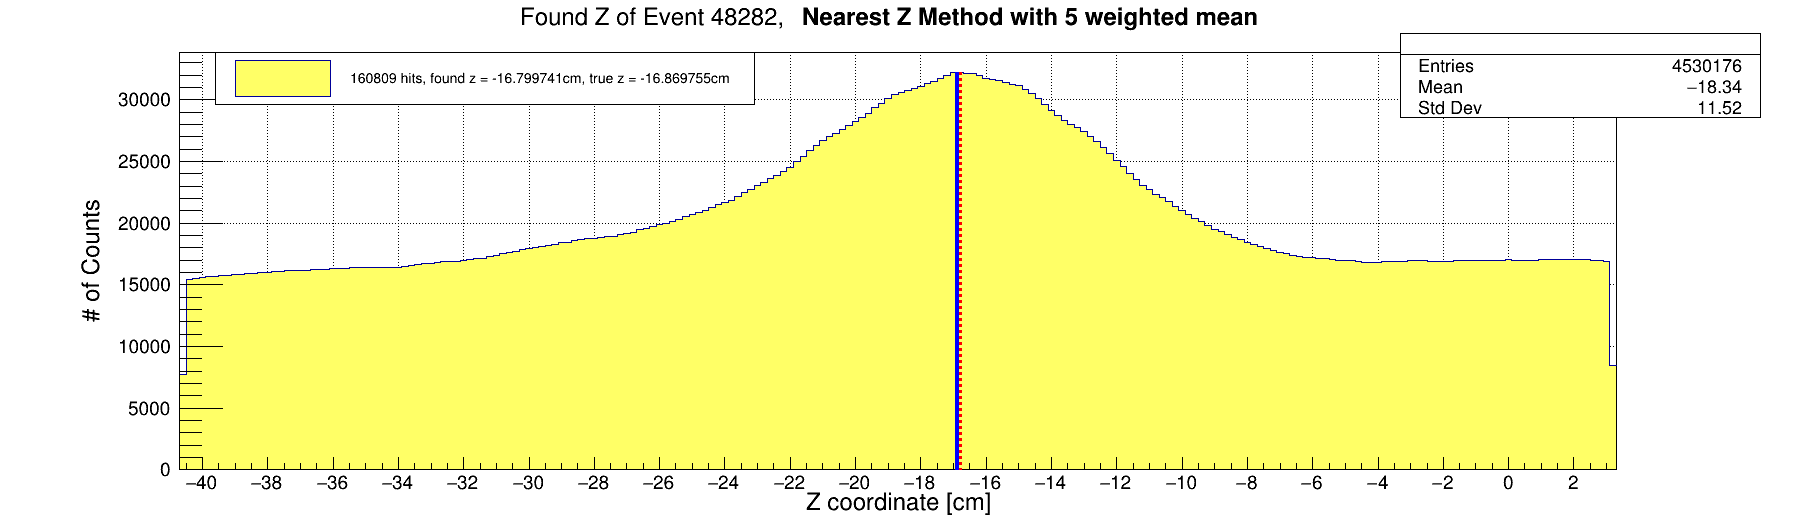 Found Z of Event 48282, Nearest Z Method with 5 weighted mean
160809 hits, found z = -16.799741cm, true z = -16.869755cm
Entries 4530176
Mean −18.34
Std Dev 11.52
# of Counts
30000
25000
20000
15000
10000
5000
0
−40 −38 −36 −34 −32 −30 −28 −26 −24 −22 −20 −18 −16 −14 −12 −10 −8 −6 −4 −2 0 2
Z coordinate [cm]